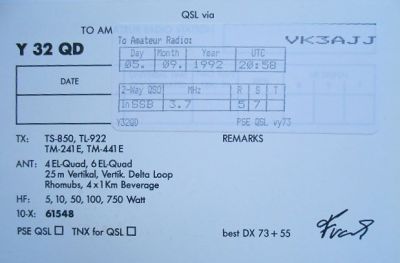 QSL via
TO AM
Y 32 QD
To Amateur Radio: VK3AJJ
Day Month Year UTC
05. 09. 1992 20:58
DATE
2-Way QSO MHz R S T
In SSB 3.7 5 7
Y32QD PSE QSL vy73
TX: TS-850, TL-922 REMARKS
TM-241 E, TM-441 E
ANT: 4 EL-Quad, 6 EL-Quad
25 m Vertikal, Vertik. Delta Loop
Rhomubs, 4 x 1 Km Beverage
HF: 5, 10, 50, 100, 750 Watt
10-X: 61548
PSE QSL TNX for QSL best DX 73 + 55